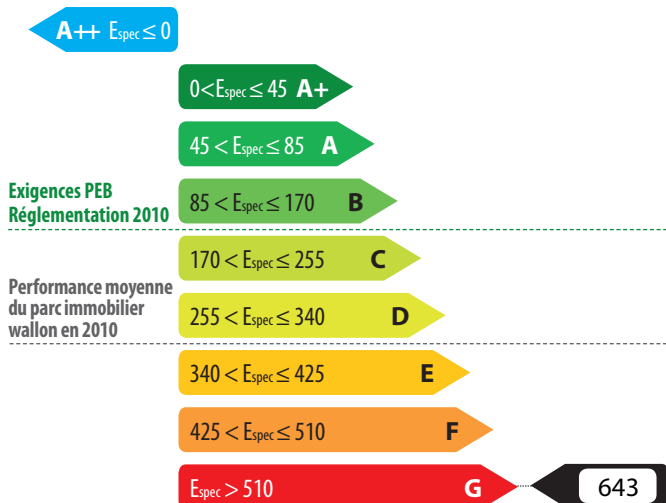 A++ Espec ≤ 0
0 < Espec ≤ 45 A+
45 < Espec ≤ 85 A
Exigences PEB
Réglementation 2010
85 < Espec ≤ 170 B
170 < Espec ≤ 255 C
Performance moyenne
du parc immobilier
wallon en 2010
255 < Espec ≤ 340 D
340 < Espec ≤ 425 E
425 < Espec ≤ 510 F
Espec > 510 G 643